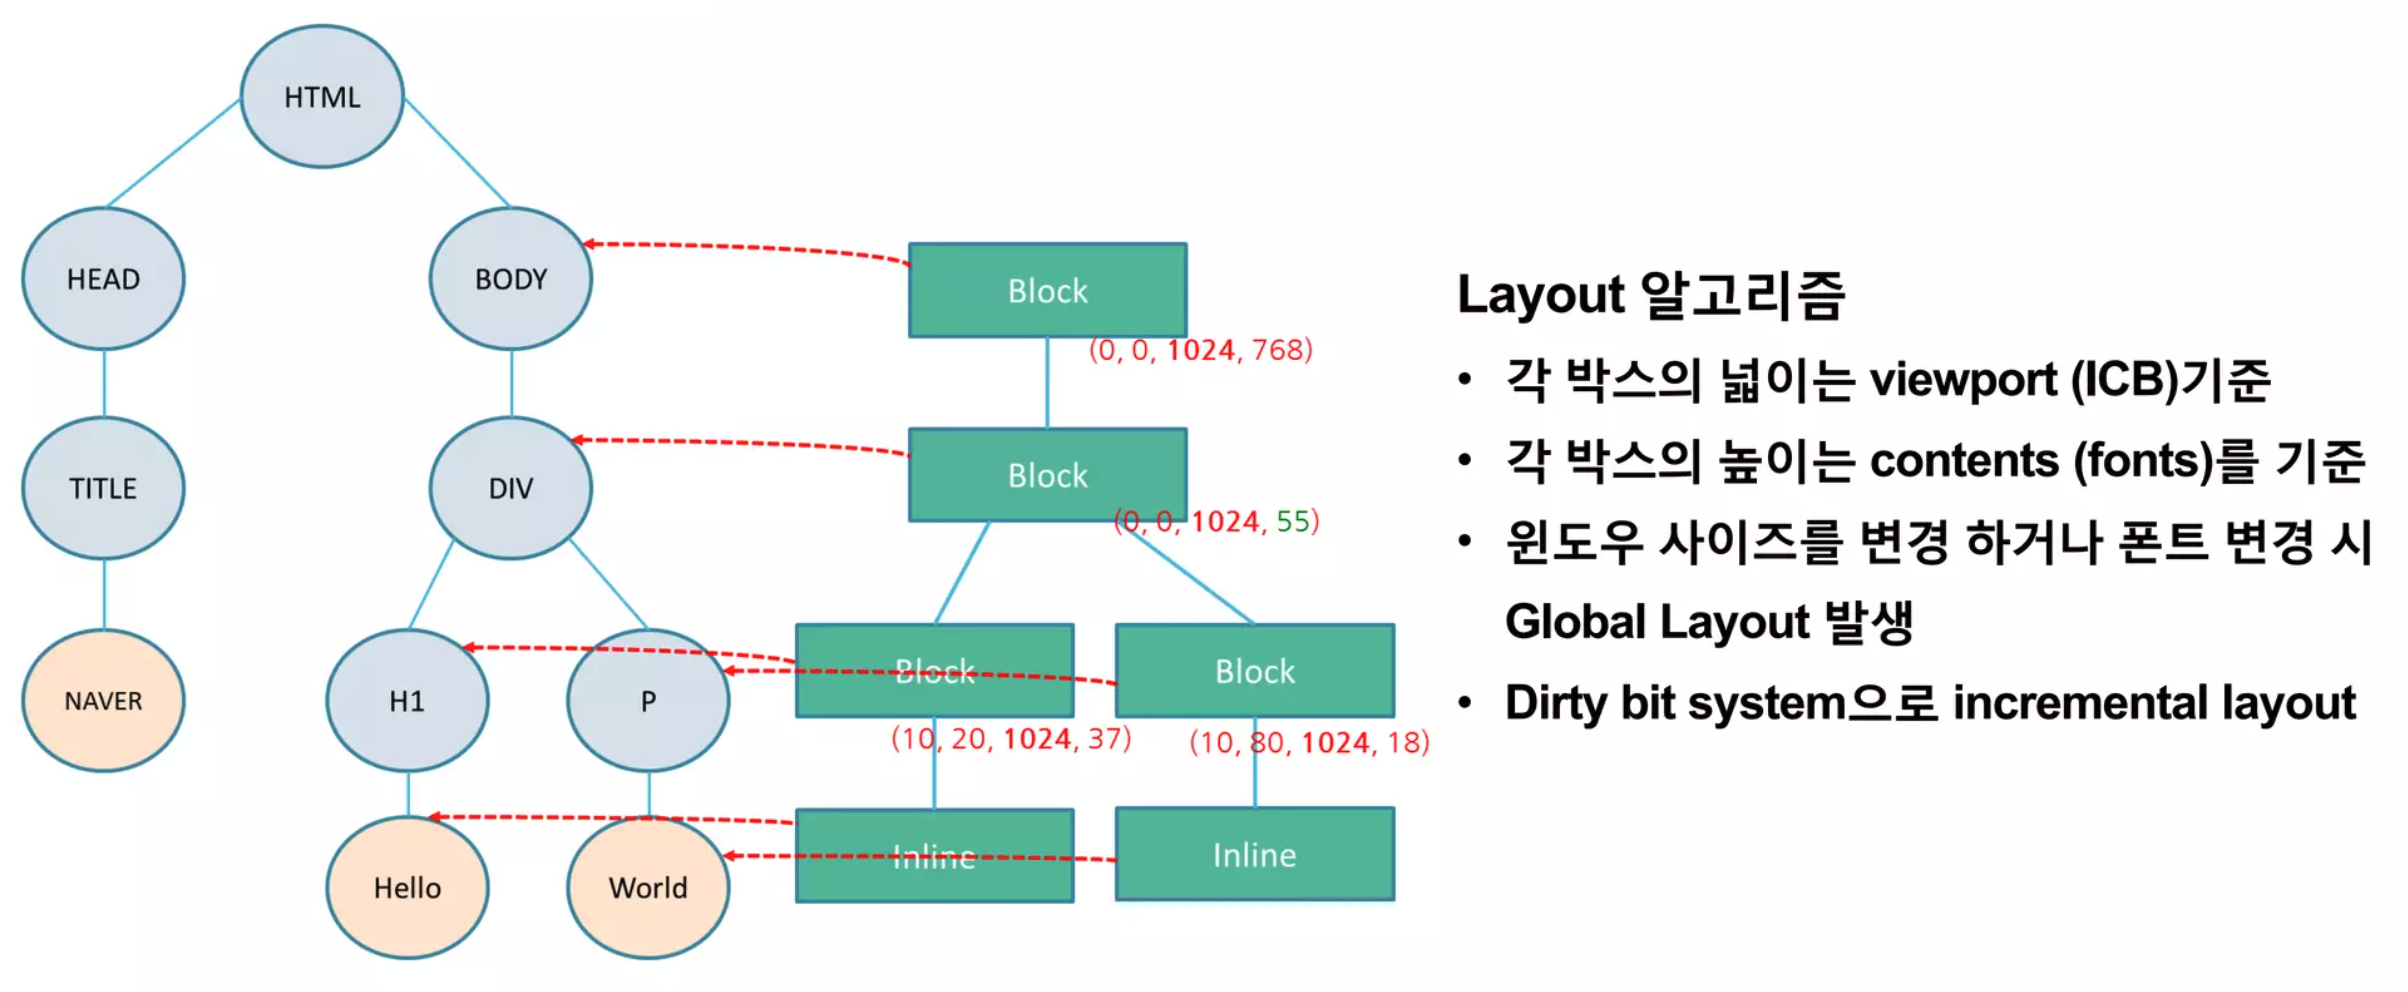 HTML
HEAD
BODY
Block
(0, 0, 1024, 768)
TITLE
DIV
Block
(0, 0, 1024, 55)
NAVER
H1
P
Block
Block
(10, 20, 1024, 37)
(10, 80, 1024, 18)
Hello
World
Inline
Inline
Layout 알고리즘
• 각 박스의 넓이는 viewport (ICB)기준
• 각 박스의 높이는 contents (fonts)를 기준
• 윈도우 사이즈를 변경 하거나 폰트 변경 시
Global Layout 발생
• Dirty bit system으로 incremental layout